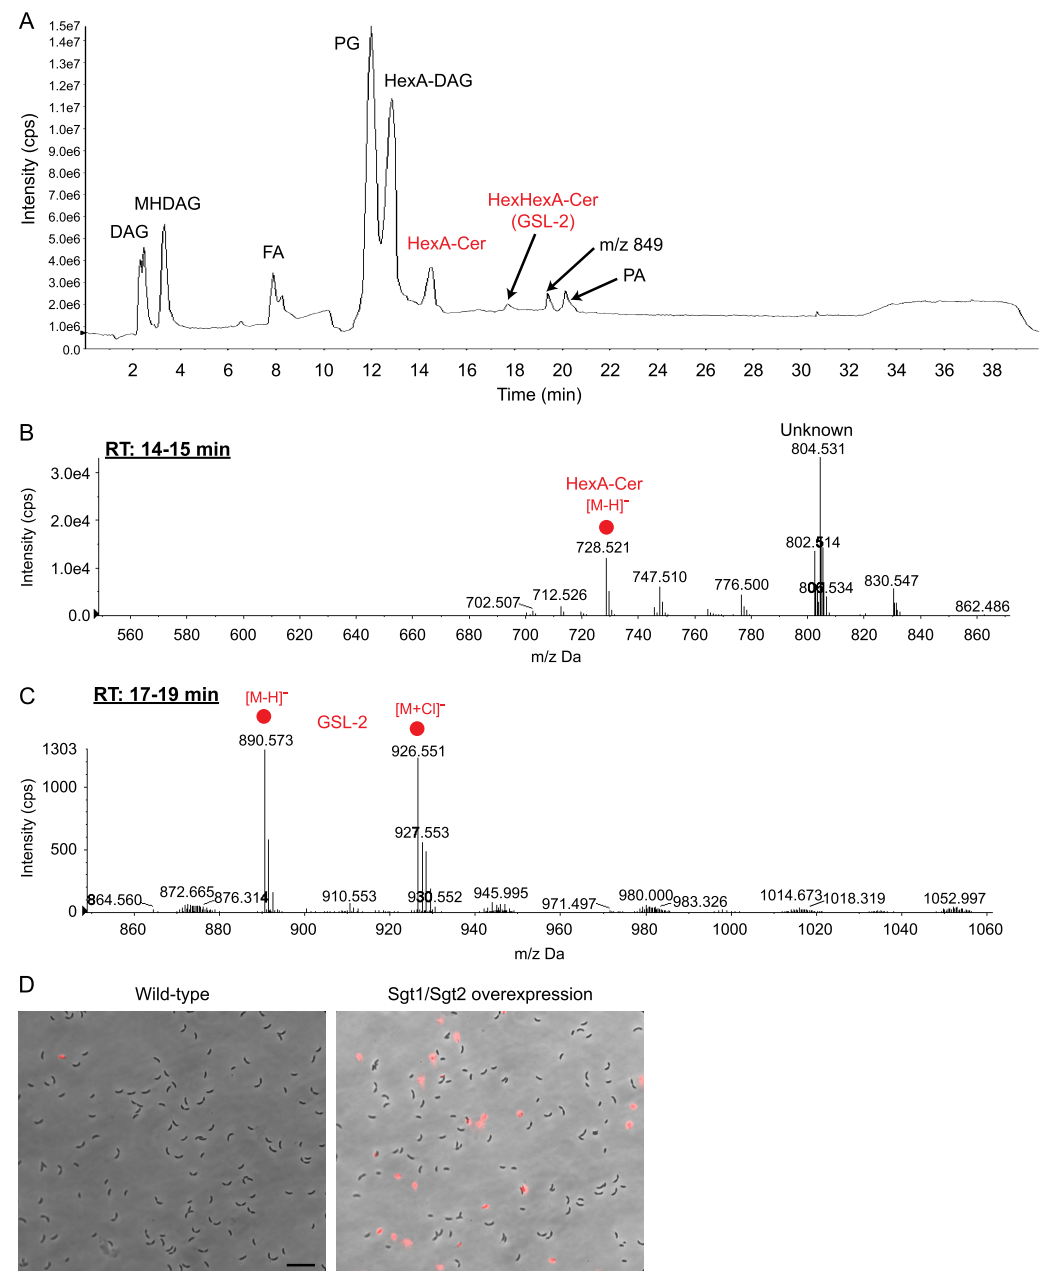 A
1.5e7
1.4e7
1.3e7
1.2e7
1.1e7
1.0e7
9.0e6
8.0e6
7.0e6
6.0e6
5.0e6
4.0e6
3.0e6
2.0e6
1.0e6
0.0
Intensity (cps)
DAG
MHDAG
FA
PG
HexA-DAG
HexA-Cer
HexHexA-Cer
(GSL-2)
m/z 849
PA
2 4 6 8 10 12 14 16 18 20 22 24 26 28 30 32 34 36 38
Time (min)
B
RT: 14-15 min
3.0e4
2.0e4
1.0e4
0.0
Intensity (cps)
HexA-Cer
[M-H]-
728.521
702.507
712.526
747.510
776.500
Unknown
804.531
802.514
806.534
830.547
862.486
560 580 600 620 640 660 680 700 720 740 760 780 800 820 840 860
m/z Da
C
RT: 17-19 min
1303
1000
500
0
Intensity (cps)
[M-H]-
GSL-2
[M+Cl]-
890.573
926.551
927.553
864.560
872.665
876.314
910.553
930.552
945.995
971.497
980.000
983.326
1014.673
1018.319
1052.997
860 880 900 920 940 960 980 1000 1020 1040 1060
m/z Da
D
Wild-type
Sgt1/Sgt2 overexpression